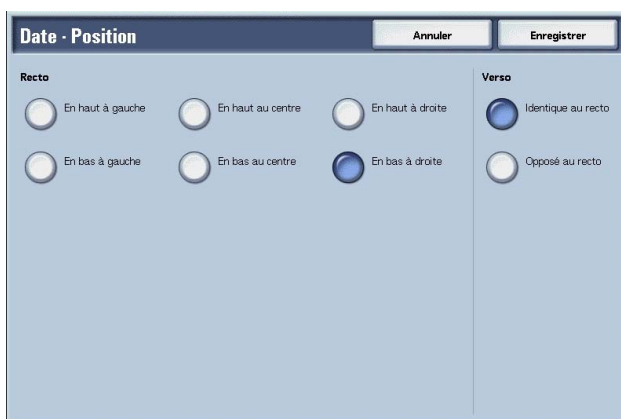 Date - Position
Annuler
Enregistrer
Recto
Verso
En haut à gauche
En haut au centre
En haut à droite
Identique au recto
En bas à gauche
En bas au centre
En bas à droite
Opposé au recto